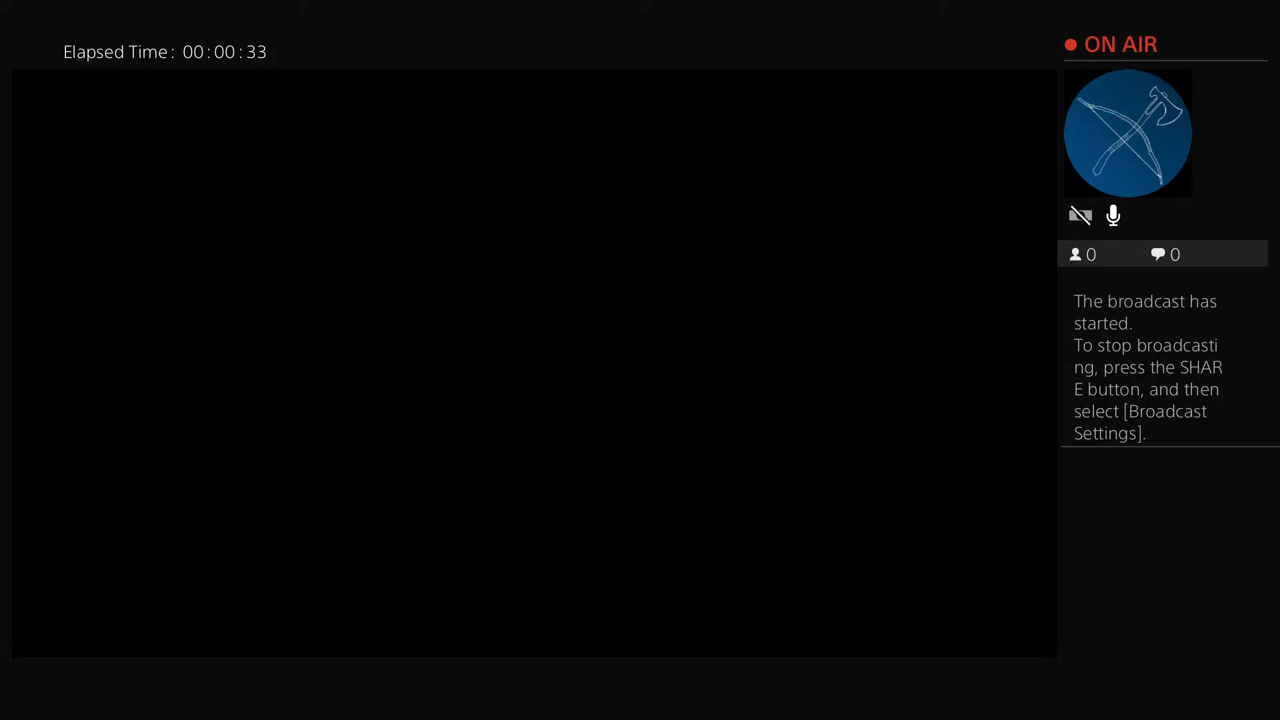 Elapsed Time: 00:00:33
ON AIR
0 0
The broadcast has
started.
To stop broadcasti
ng, press the SHAR
E button, and then
select [Broadcast
Settings].